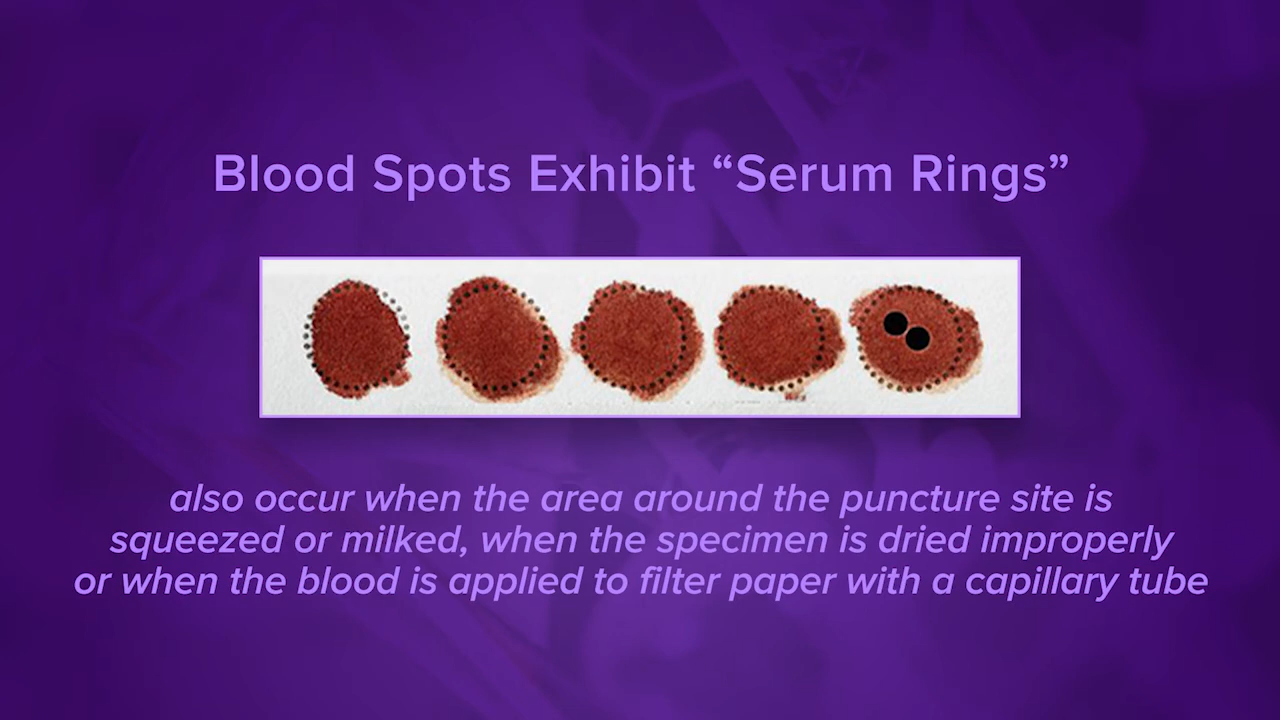 Blood Spots Exhibit “Serum Rings”
also occur when the area around the puncture site is
squeezed or milked, when the specimen is dried improperly
or when the blood is applied to filter paper with a capillary tube